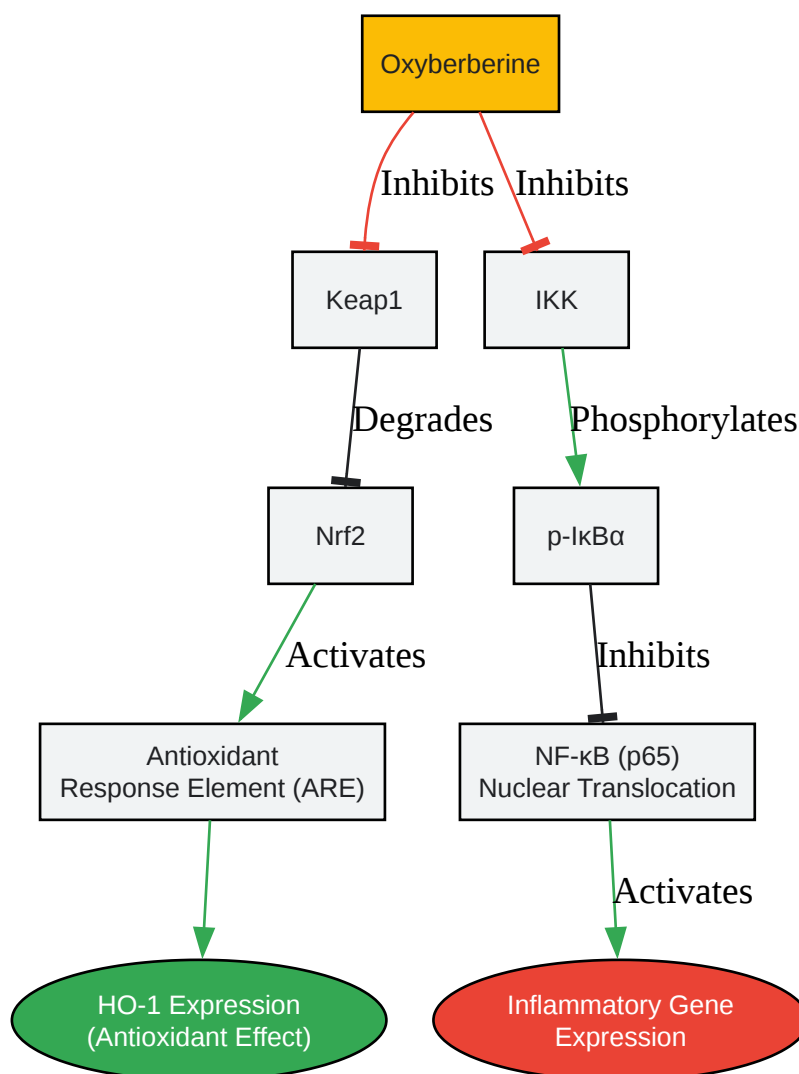 Oxyberberine
Inhibits
Inhibits
Keap1
IKK
Degrades
Phosphorylates
Nrf2
p-IκBα
Activates
Inhibits
Antioxidant
Response Element (ARE)
NF-κB (p65)
Nuclear Translocation
Activates
HO-1 Expression
(Antioxidant Effect)
Inflammatory Gene
Expression